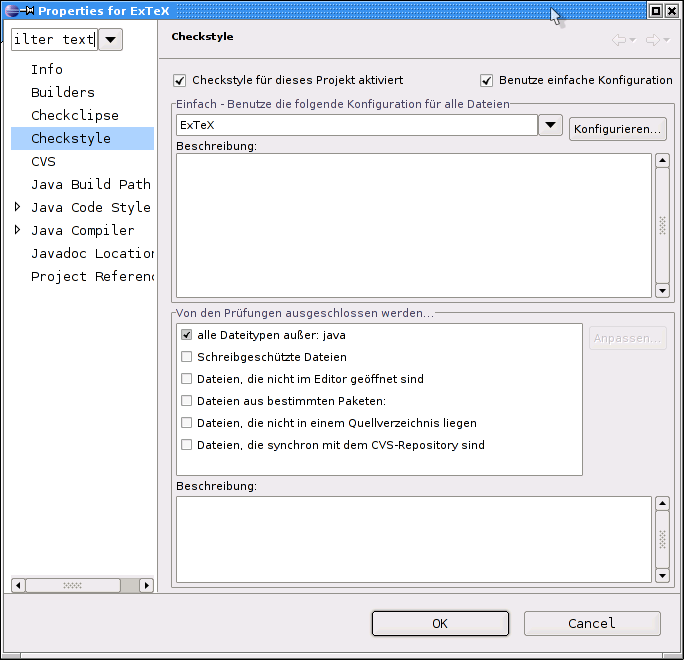 Properties for ExTeX
ilter text
Checkstyle
Info
Builders
Checkclipse
Checkstyle
CVS
Java Build Path
Java Code Style
Java Compiler
Javadoc Location
Project Referenc
Checkstyle für dieses Projekt aktiviert
Benutze einfache Konfiguration
Einfach - Benutze die folgende Konfiguration für alle Dateien
ExTeX
Konfigurieren...
Beschreibung:
Von den Prüfungen ausgeschlossen werden...
alle Dateitypen außer: java
Anpassen...
Schreibgeschützte Dateien
Dateien, die nicht im Editor geöffnet sind
Dateien aus bestimmten Paketen:
Dateien, die nicht in einem Quellverzeichnis liegen
Dateien, die synchron mit dem CVS-Repository sind
Beschreibung:
OK
Cancel